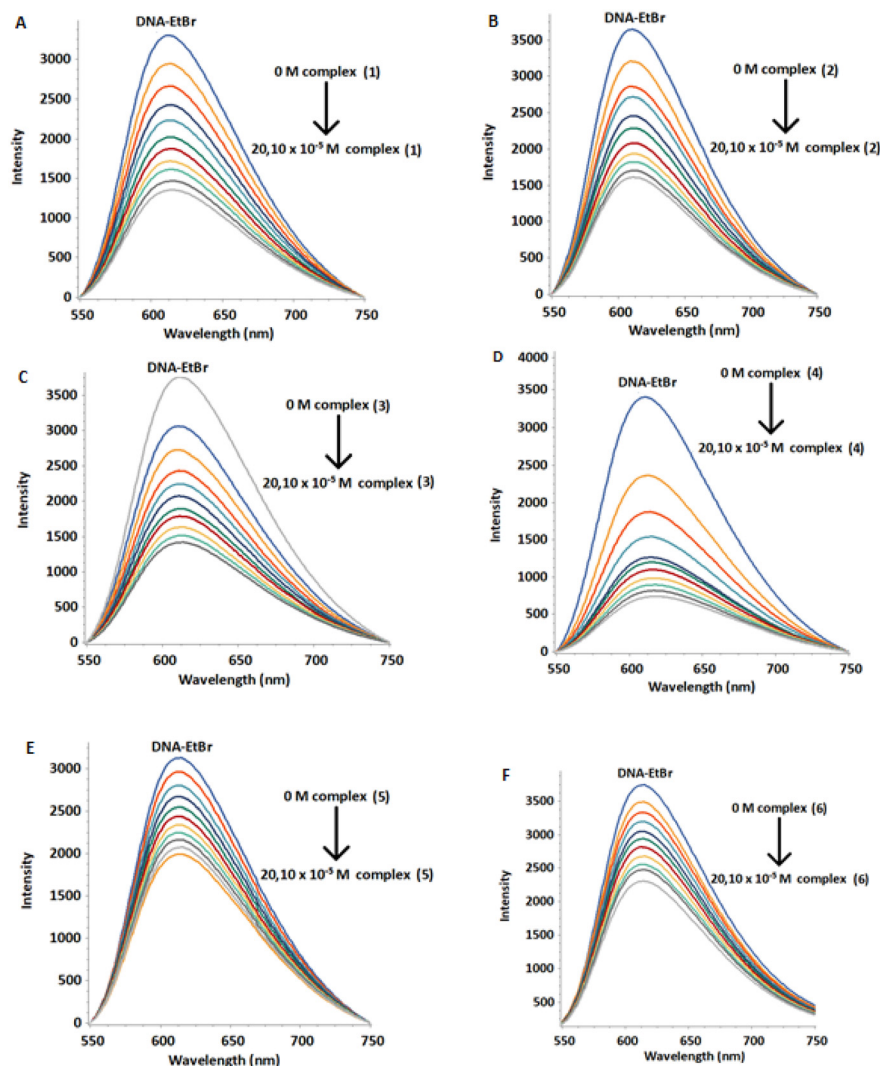 A
DNA-EtBr
0 M complex (1)
20,10 x 10⁻⁵ M complex (1)
Intensity
3000
2500
2000
1500
1000
500
0
550 600 650 700 750
Wavelength (nm)
B
DNA-EtBr
0 M complex (2)
20,10 x 10⁻⁵ M complex (2)
Intensity
3500
3000
2500
2000
1500
1000
500
0
550 600 650 700 750
Wavelength (nm)
C
DNA-EtBr
0 M complex (3)
20,10 x 10⁻⁵ M complex (3)
Intensity
3500
3000
2500
2000
1500
1000
500
0
550 600 650 700 750
Wavelength (nm)
D
DNA-EtBr
0 M complex (4)
20,10 x 10⁻⁵ M complex (4)
Intensity
4000
3500
3000
2500
2000
1500
1000
500
0
550 600 650 700 750
Wavelength (nm)
E
DNA-EtBr
0 M complex (5)
20,10 x 10⁻⁵ M complex (5)
Intensity
3000
2500
2000
1500
1000
500
0
550 600 650 700 750
Wavelength (nm)
F
DNA-EtBr
0 M complex (6)
20,10 x 10⁻⁵ M complex (6)
Intensity
3500
3000
2500
2000
1500
1000
500
550 600 650 700 750
Wavelength (nm)